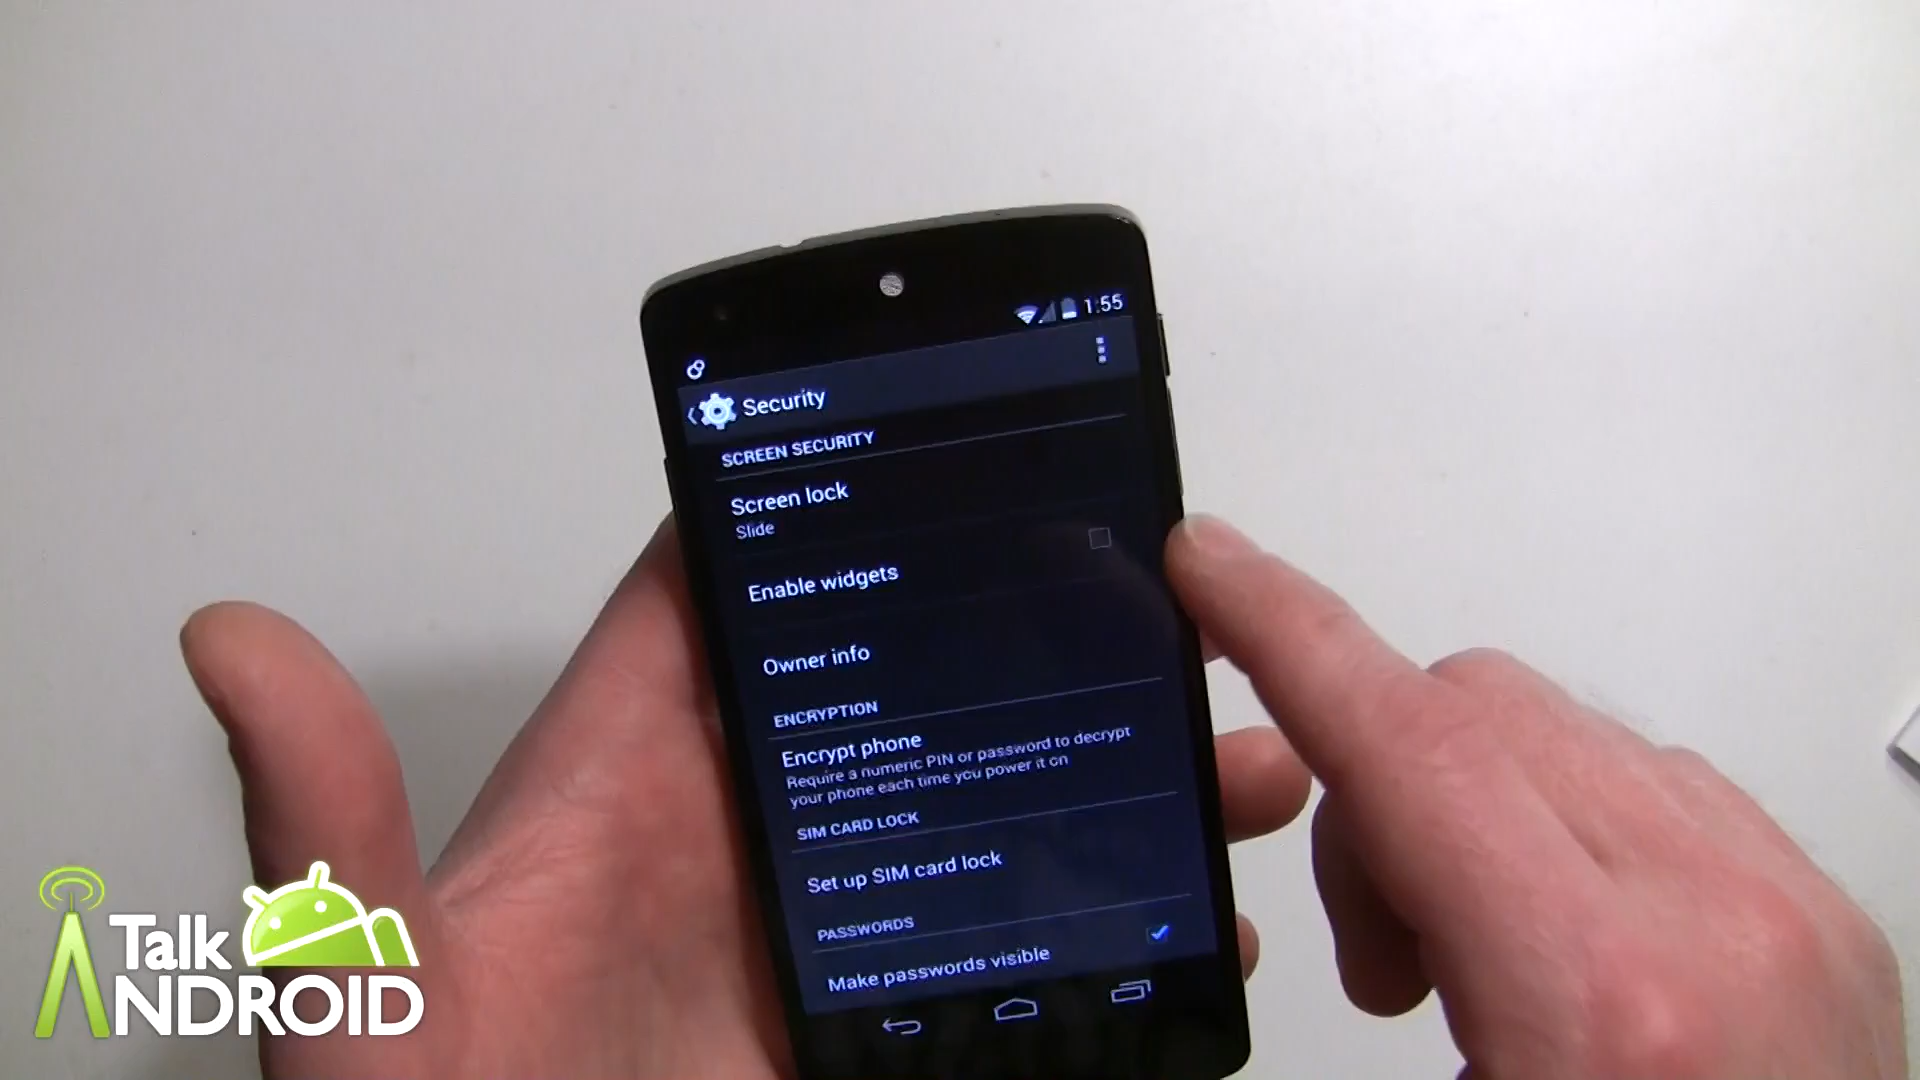 1:55
Security
SCREEN SECURITY
Screen lock
Slide
Enable widgets
Owner info
ENCRYPTION
Encrypt phone
Require a numeric PIN or password to decrypt
your phone each time you power it on
SIM CARD LOCK
Set up SIM card lock
PASSWORDS
Make passwords visible
Talk
ANDROID